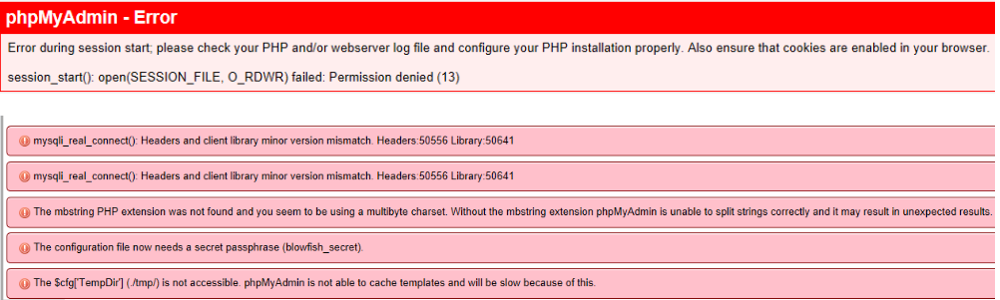 phpMyAdmin - Error
Error during session start; please check your PHP and/or webserver log file and configure your PHP installation properly. Also ensure that cookies are enabled in your browser.
session_start(): open(SESSION_FILE, O_RDWR) failed: Permission denied (13)
mysqli_real_connect(): Headers and client library minor version mismatch. Headers:50556 Library:50641
mysqli_real_connect(): Headers and client library minor version mismatch. Headers:50556 Library:50641
The mbstring PHP extension was not found and you seem to be using a multibyte charset. Without the mbstring extension phpMyAdmin is unable to split strings correctly and it may result in unexpected results.
The configuration file now needs a secret passphrase (blowfish_secret).
The $cfg['TempDir'] (./tmp/) is not accessible. phpMyAdmin is not able to cache templates and will be slow because of this.